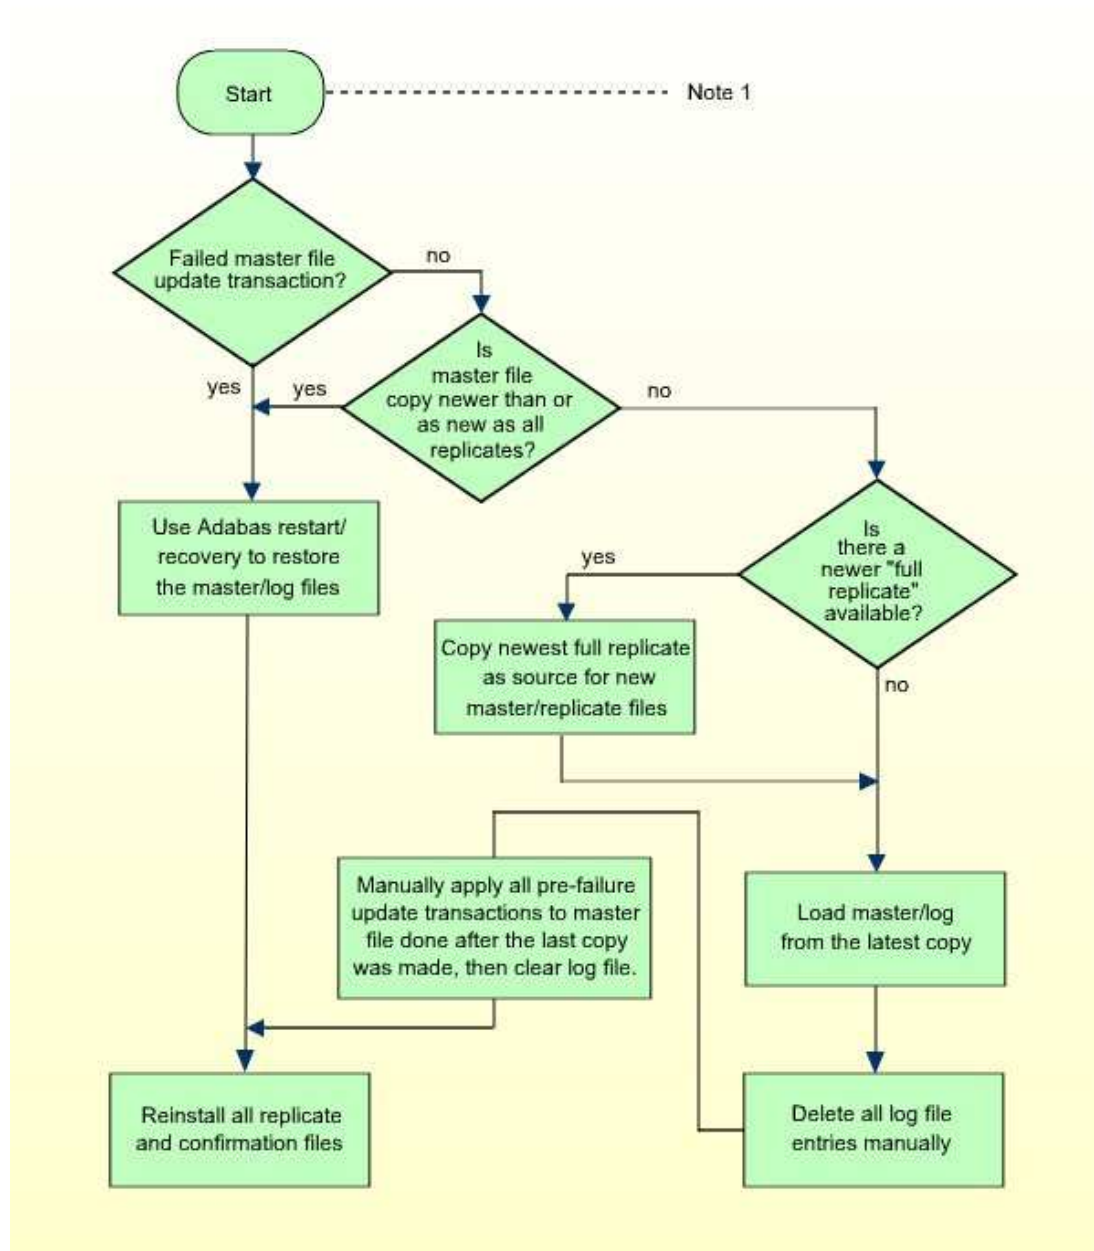 Start
Note 1
Failed master file
update transaction?
no
Is
master file
copy newer than or
as new as all
replicates?
yes
yes
no
Use Adabas restart/
recovery to restore
the master/log files
Is
there a
newer "full
replicate"
available?
yes
Copy newest full replicate
as source for new
master/replicate files
no
Manually apply all pre-failure
update transactions to master
file done after the last copy
was made, then clear log file.
Load master/log
from the latest copy
Reinstall all replicate
and confirmation files
Delete all log file
entries manually